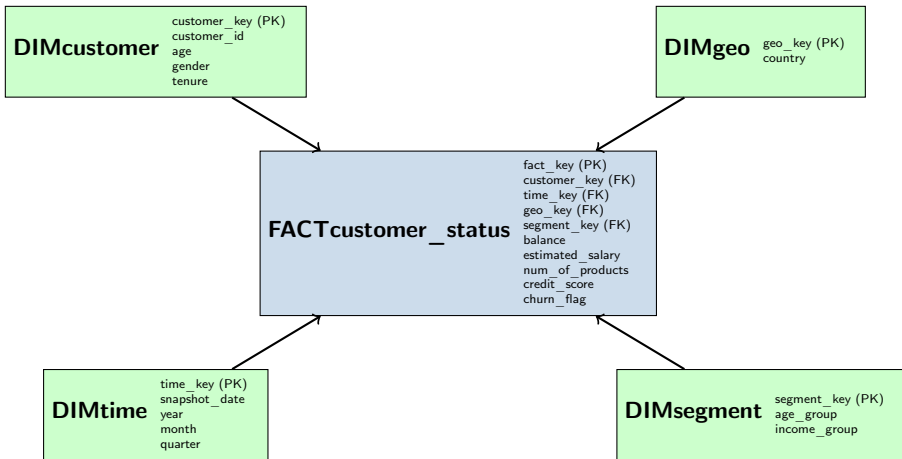 DIMcustomer
customer_key (PK)
customer_id
age
gender
tenure
DIMgeo
geo_key (PK)
country
FACTcustomer_status
fact_key (PK)
customer_key (FK)
time_key (FK)
geo_key (FK)
segment_key (FK)
balance
estimated_salary
num_of_products
credit_score
churn_flag
DIMtime
time_key (PK)
snapshot_date
year
month
quarter
DIMsegment
segment_key (PK)
age_group
income_group